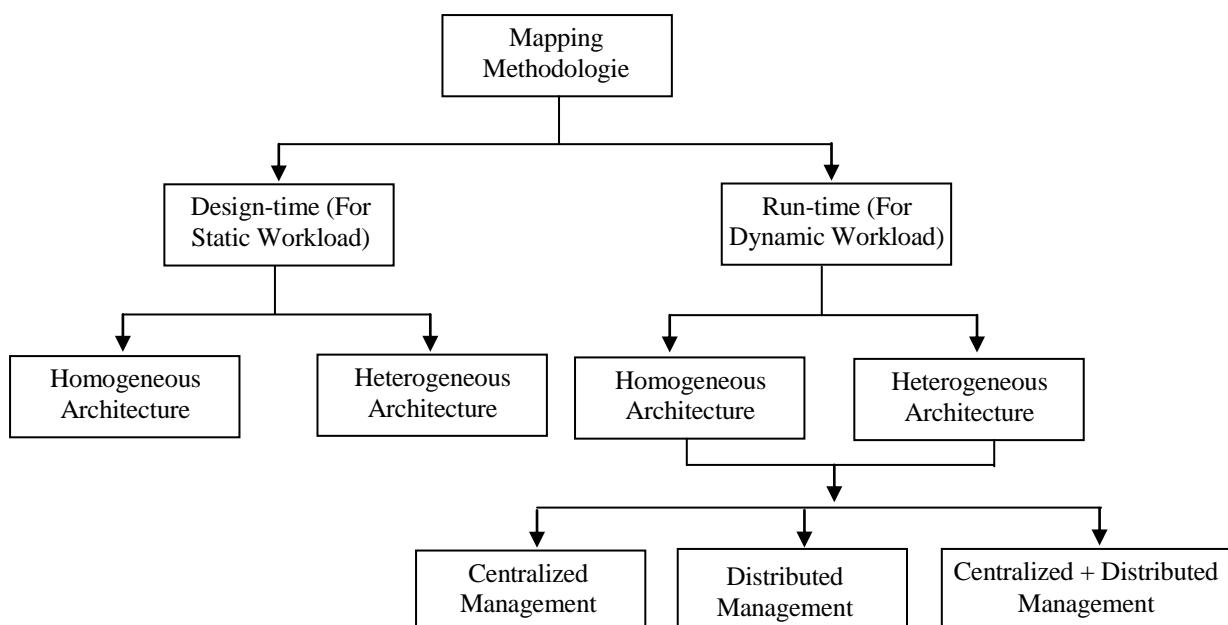 Mapping
Methodologie
Design-time (For
Static Workload)
Run-time (For
Dynamic Workload)
Homogeneous
Architecture
Heterogeneous
Architecture
Homogeneous
Architecture
Heterogeneous
Architecture
Centralized
Management
Distributed
Management
Centralized + Distributed
Management